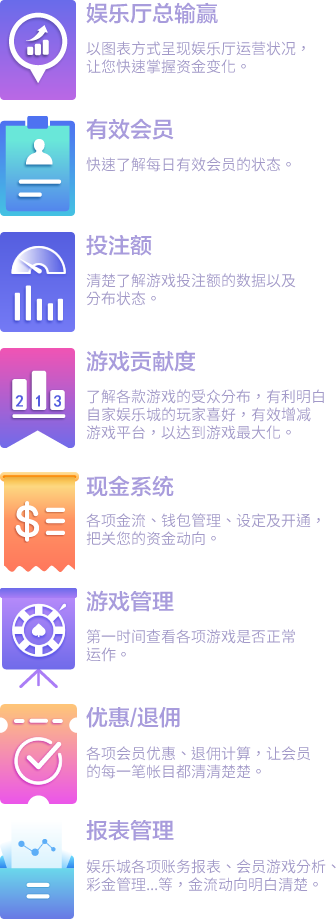 娱乐厅总输赢
以图表方式呈现娱乐厅运营状况，
让您快速掌握资金变化。
有效会员
快速了解每日有效会员的状态。
投注额
清楚了解游戏投注额的数据以及
分布状态。
游戏贡献度
2 1 3
了解各款游戏的受众分布，有利明白
自家娱乐城的玩家喜好，有效增减
游戏平台，以达到游戏最大化。
现金系统
$
各项金流、钱包管理、设定及开通，
把关您的资金动向。
游戏管理
第一时间查看各项游戏是否正常
运作。
优惠/退佣
各项会员优惠、退佣计算，让会员
的每一笔帐目都清清楚楚。
报表管理
娱乐城各项账务报表、会员游戏分析、
彩金管理...等，金流动向明白清楚。